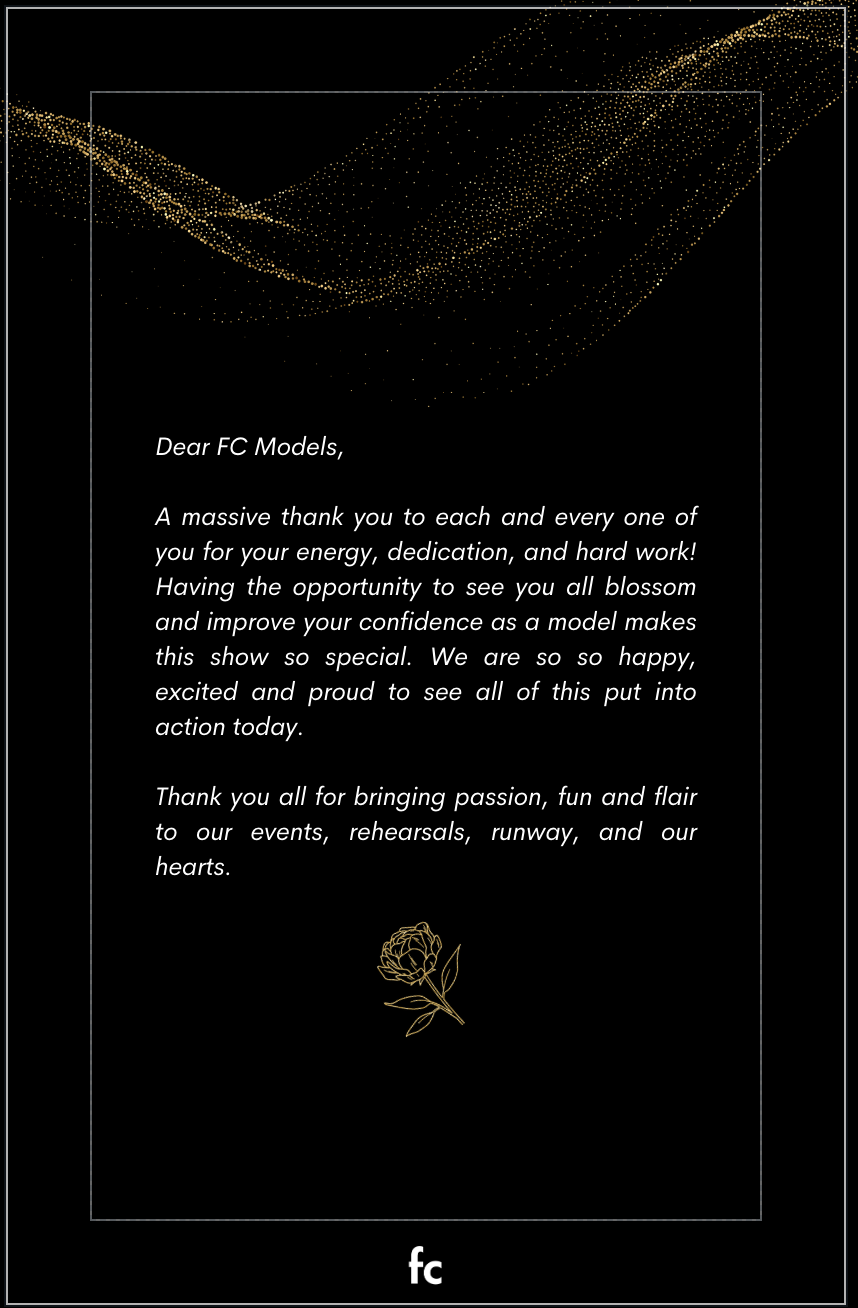 Dear FC Models,
A massive thank you to each and every one of
you for your energy, dedication, and hard work!
Having the opportunity to see you all blossom
and improve your confidence as a model makes
this show so special. We are so so happy,
excited and proud to see all of this put into
action today.
Thank you all for bringing passion, fun and flair
to our events, rehearsals, runway, and our
hearts.
fc